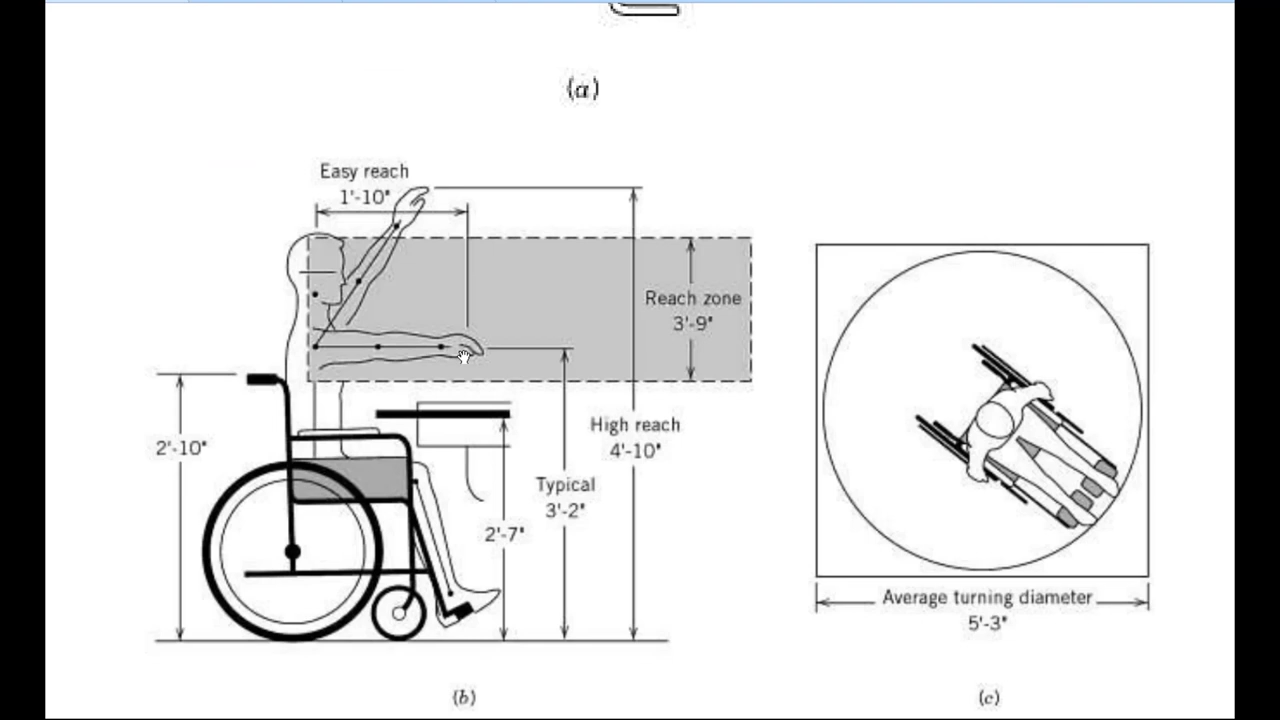 (a)
Easy reach
1'-10"
Reach zone
3'-9"
2'-10"
High reach
4'-10"
Typical
3'-2"
2'-7"
Average turning diameter
5'-3"
(b)
(c)